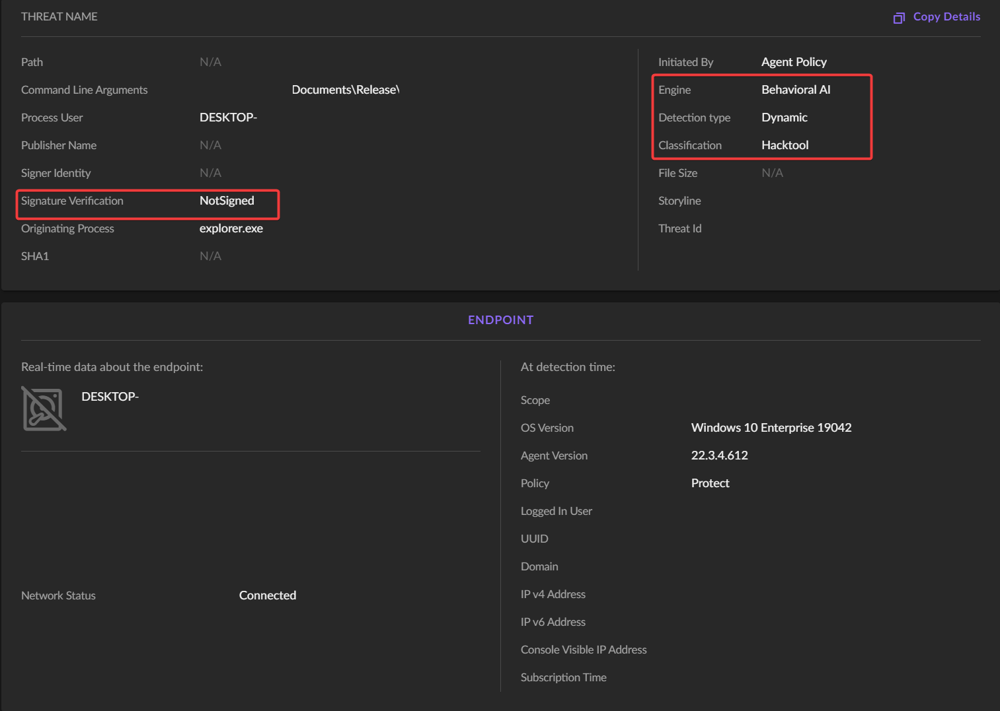 THREAT NAME
Copy Details
Path N/A
Command Line Arguments Documents\Release\
Process User DESKTOP-
Publisher Name N/A
Signer Identity N/A
Signature Verification NotSigned
Originating Process explorer.exe
SHA1 N/A
Initiated By Agent Policy
Engine Behavioral AI
Detection type Dynamic
Classification Hacktool
File Size N/A
Storyline
Threat Id
ENDPOINT
Real-time data about the endpoint:
DESKTOP-
Network Status Connected
At detection time:
Scope
OS Version Windows 10 Enterprise 19042
Agent Version 22.3.4.612
Policy Protect
Logged In User
UUID
Domain
IP v4 Address
IP v6 Address
Console Visible IP Address
Subscription Time